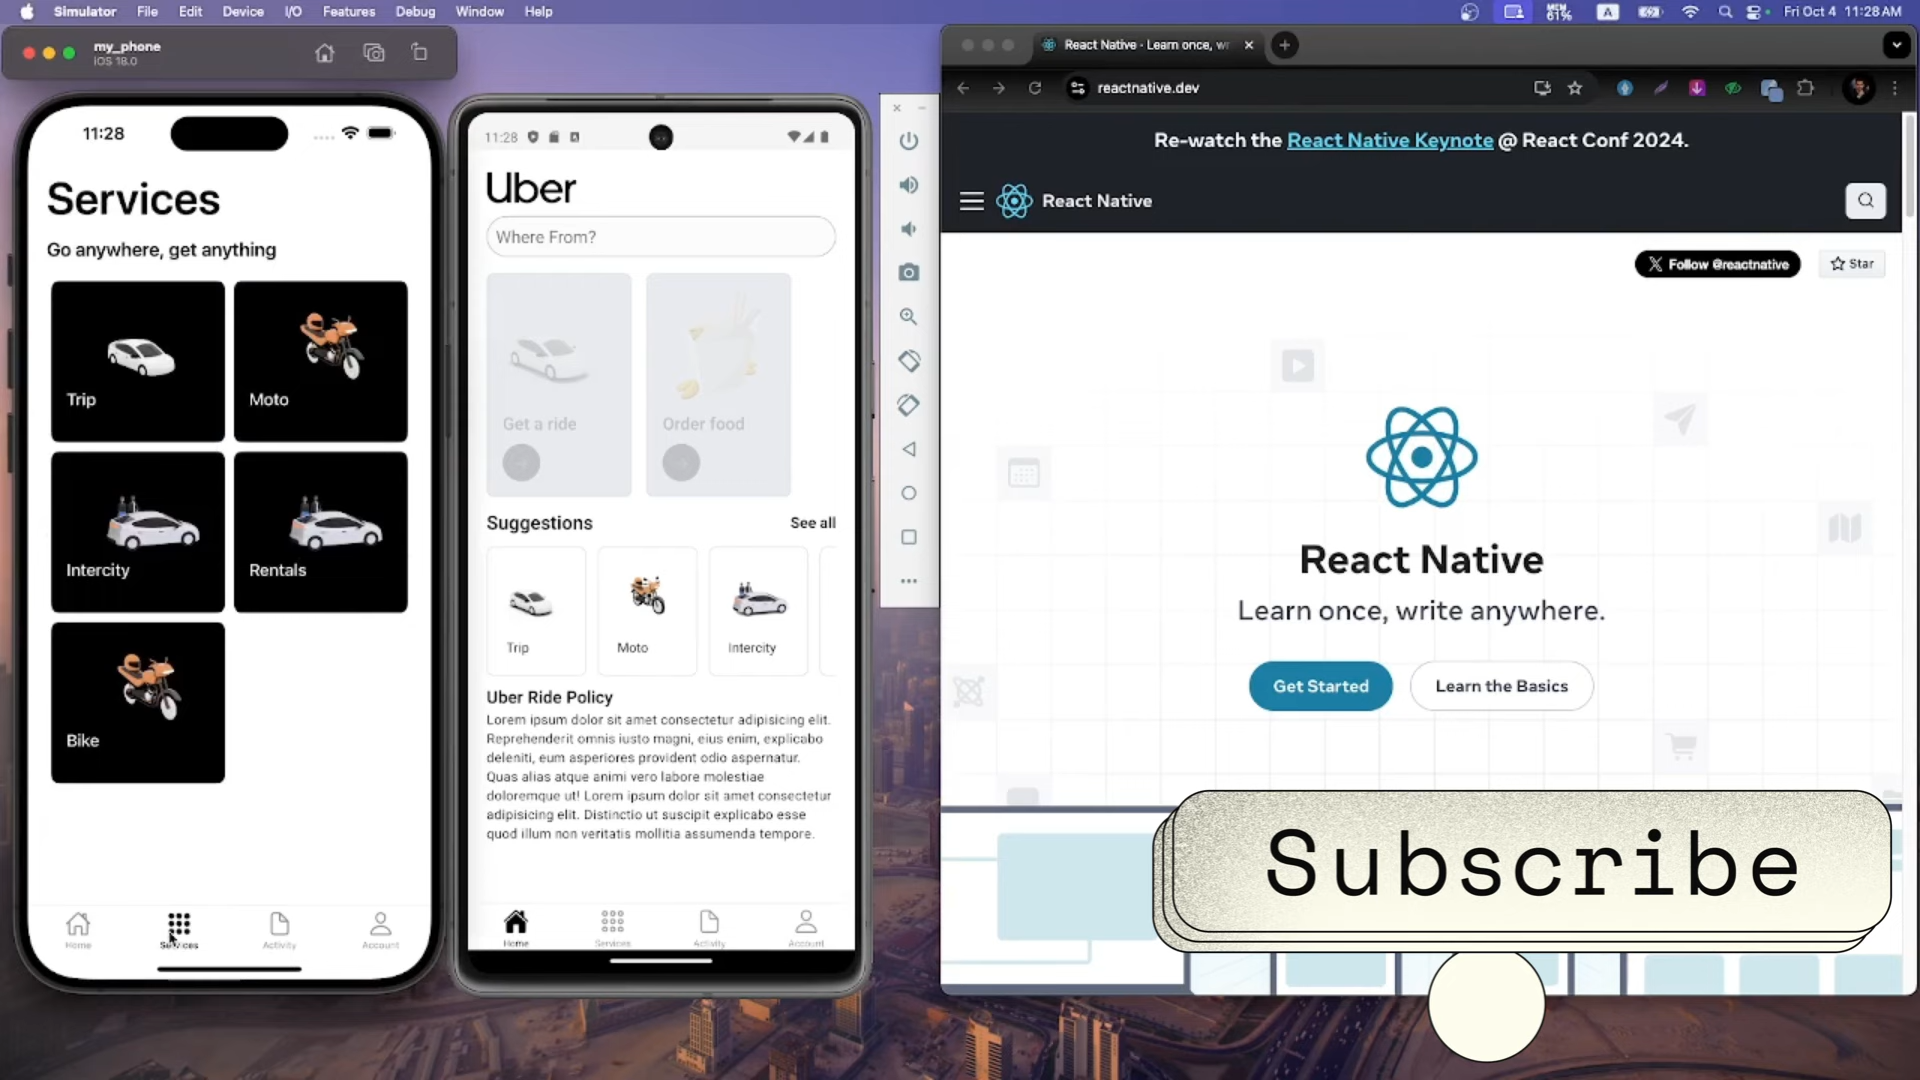 Simulator File Edit Device I/O Features Debug Window Help
MEM 61% A Fri Oct 4 11:28 AM
my_phone
iOS 18.0
11:28
Services
Go anywhere, get anything
Trip
Moto
Intercity
Rentals
Bike
Home
Services
Activity
Account
11:28
Uber
Where From?
Get a ride
Order food
Suggestions
See all
Trip
Moto
Intercity
Uber Ride Policy
Lorem ipsum dolor sit amet consectetur adipisicing elit.
Reprehenderit omnis iusto magni, eius enim, explicabo
deleniti, eum asperiores provident odio aspernatur.
Quas alias atque animi vero labore molestiae
doloremque ut! Lorem ipsum dolor sit amet consectetur
adipisicing elit. Distinctio ut suscipit explicabo esse
quod illum non veritatis mollitia assumenda tempore.
Home
Services
Activity
Account
React Native · Learn once, wr
reactnative.dev
Re-watch the React Native Keynote @ React Conf 2024.
React Native
Follow @reactnative
Star
React Native
Learn once, write anywhere.
Get Started
Learn the Basics
Subscribe